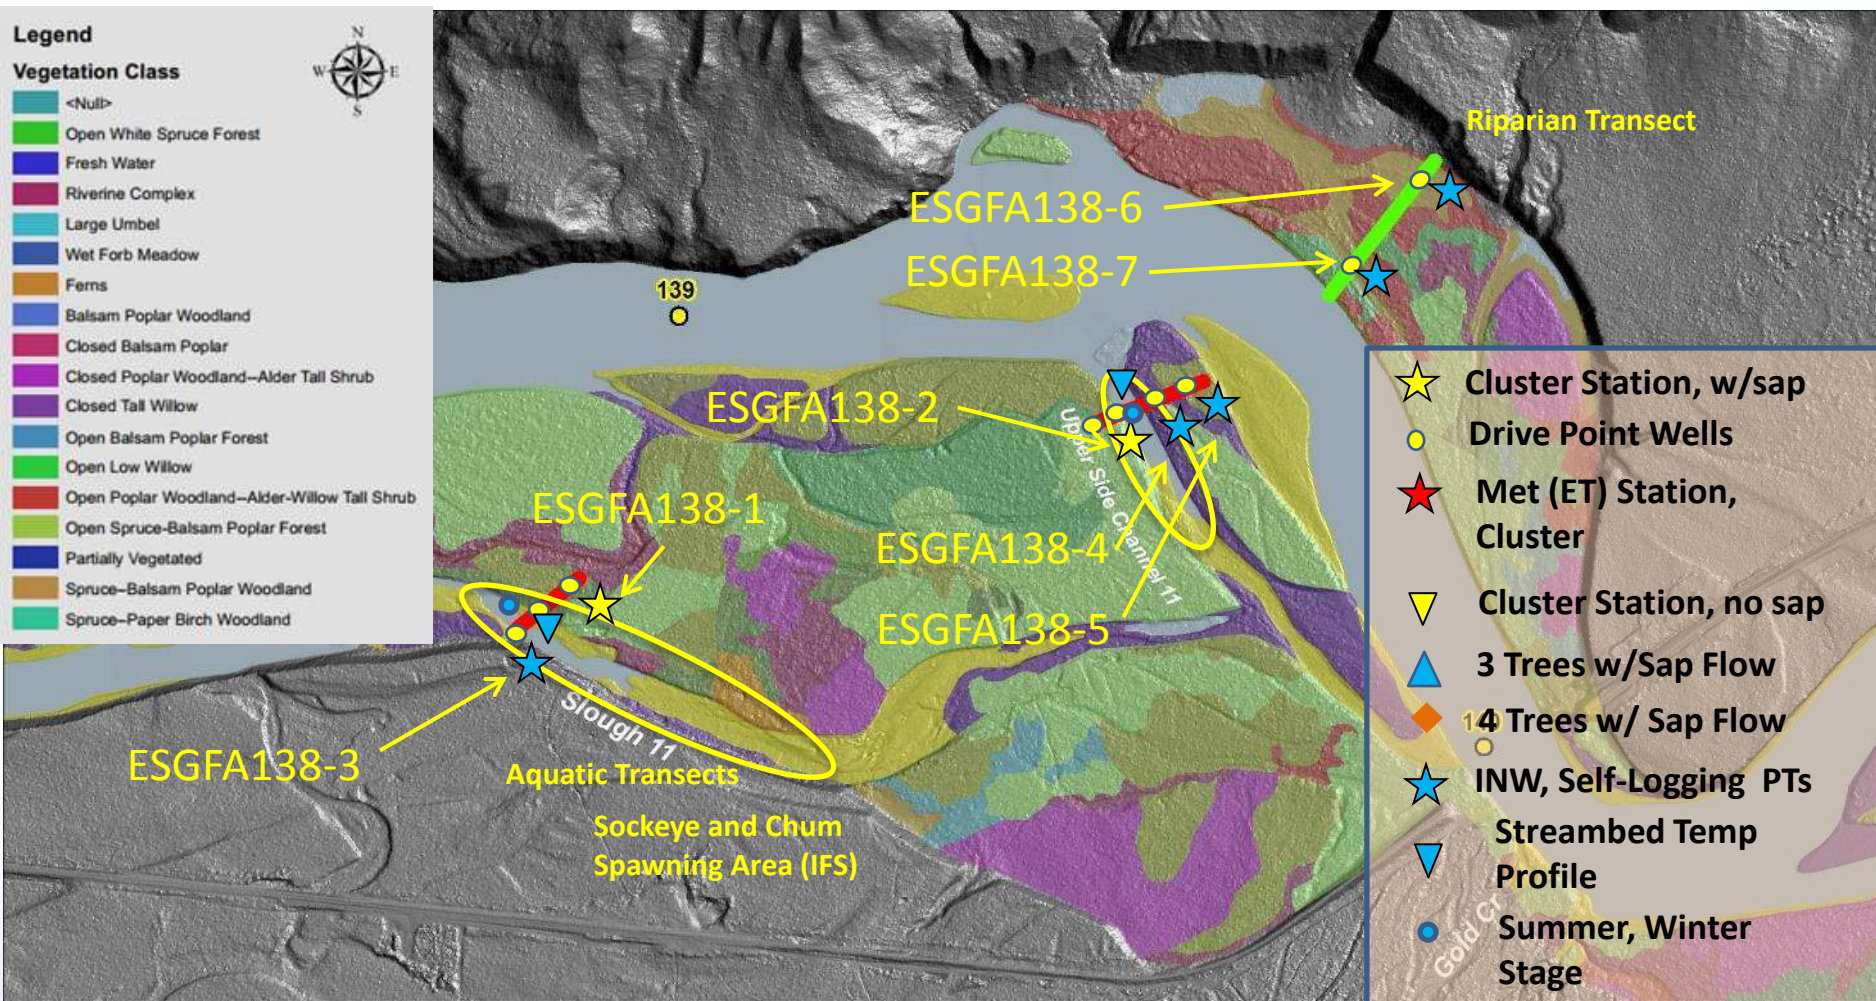 Legend
N
W E
S
Vegetation Class
<Null>
Open White Spruce Forest
Fresh Water
Riverine Complex
Large Umbel
Wet Forb Meadow
Ferns
Balsam Poplar Woodland
Closed Balsam Poplar
Closed Poplar Woodland--Alder Tall Shrub
Closed Tall Willow
Open Balsam Poplar Forest
Open Low Willow
Open Poplar Woodland--Alder-Willow Tall Shrub
Open Spruce-Balsam Poplar Forest
Partially Vegetated
Spruce--Balsam Poplar Woodland
Spruce--Paper Birch Woodland
Riparian Transect
ESGFA138-6
ESGFA138-7
139
ESGFA138-2
Upper Side Channel 11
ESGFA138-1
ESGFA138-4
ESGFA138-5
ESGFA138-3
Slough 11
Aquatic Transects
Sockeye and Chum
Spawning Area (IFS)
Cluster Station, w/sap
Drive Point Wells
Met (ET) Station,
Cluster
Cluster Station, no sap
3 Trees w/Sap Flow
4 Trees w/ Sap Flow
INW, Self-Logging PTs
Streambed Temp
Profile
Summer, Winter
Stage
Gold Cr